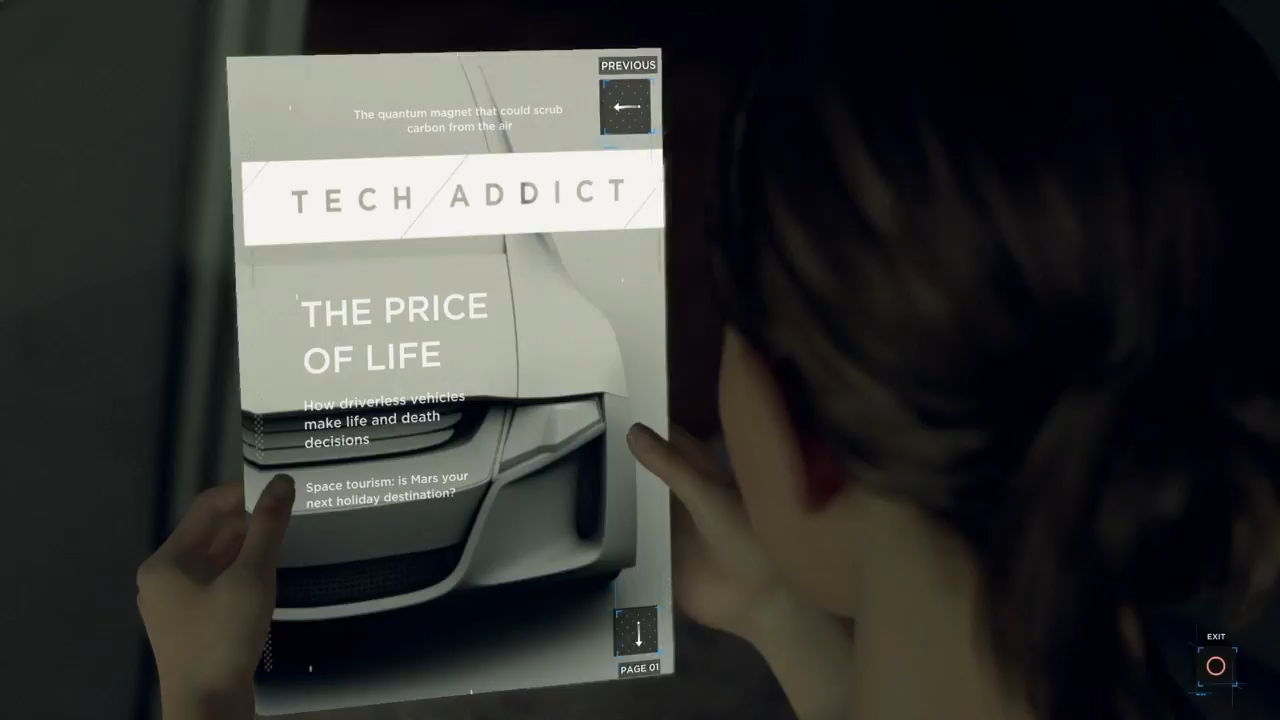 PREVIOUS
The quantum magnet that could scrub
carbon from the air
TECH ADDICT
THE PRICE
OF LIFE
How driverless vehicles
make life and death
decisions
Space tourism: is Mars your
next holiday destination?
PAGE 01
EXIT